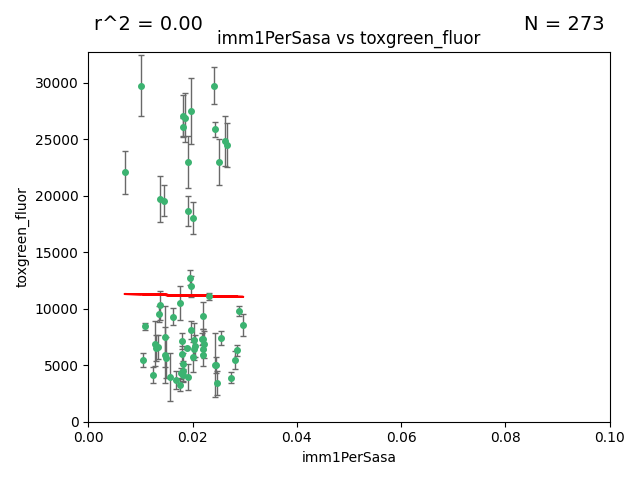 r^2 = 0.00
N = 273
imm1PerSasa vs toxgreen_fluor
30000
25000
20000
15000
10000
5000
0
toxgreen_fluor
0.00 0.02 0.04 0.06 0.08 0.10
imm1PerSasa